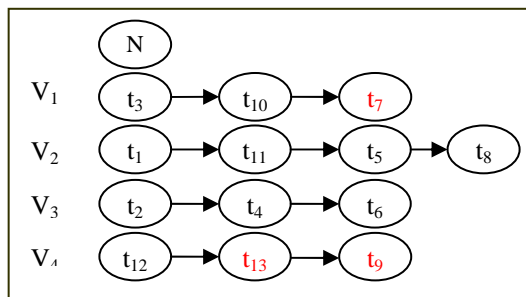 N
V₁ t₃ t₁₀ t₇
V₂ t₁ t₁₁ t₅ t₈
V₃ t₂ t₄ t₆
V₄ t₁₂ t₁₃ t₉